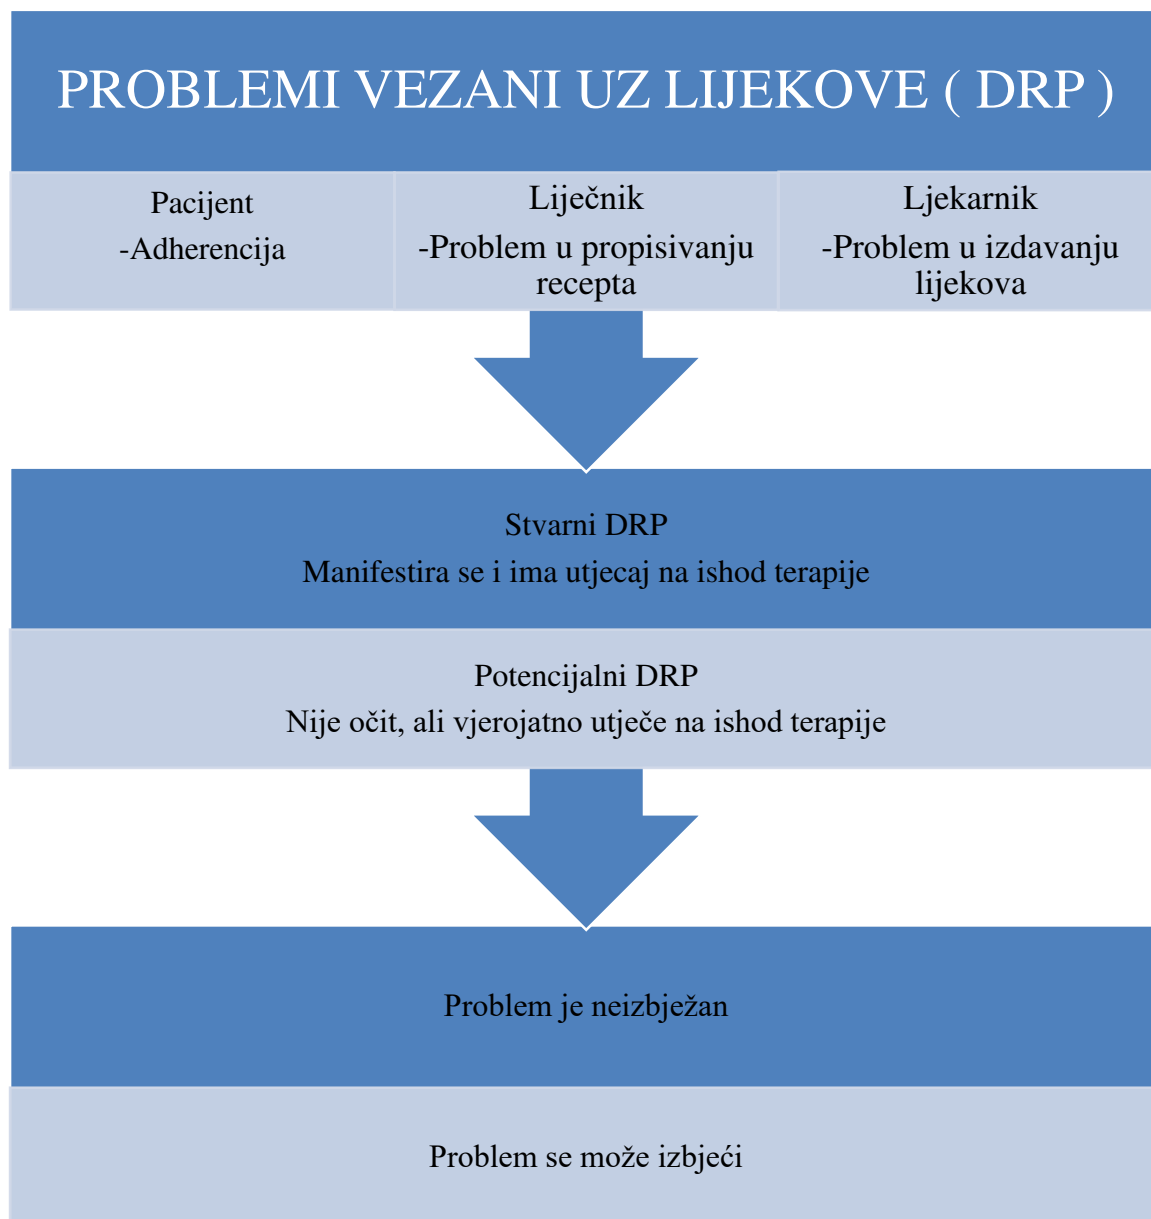 PROBLEMI VEZANI UZ LIJEKOVE ( DRP )
Pacijent
-Adherencija
Liječnik
-Problem u propisivanju
recepta
Ljekarnik
-Problem u izdavanju
lijekova
Stvarni DRP
Manifestira se i ima utjecaj na ishod terapije
Potencijalni DRP
Nije očit, ali vjerojatno utječe na ishod terapije
Problem je neizbježan
Problem se može izbjeći